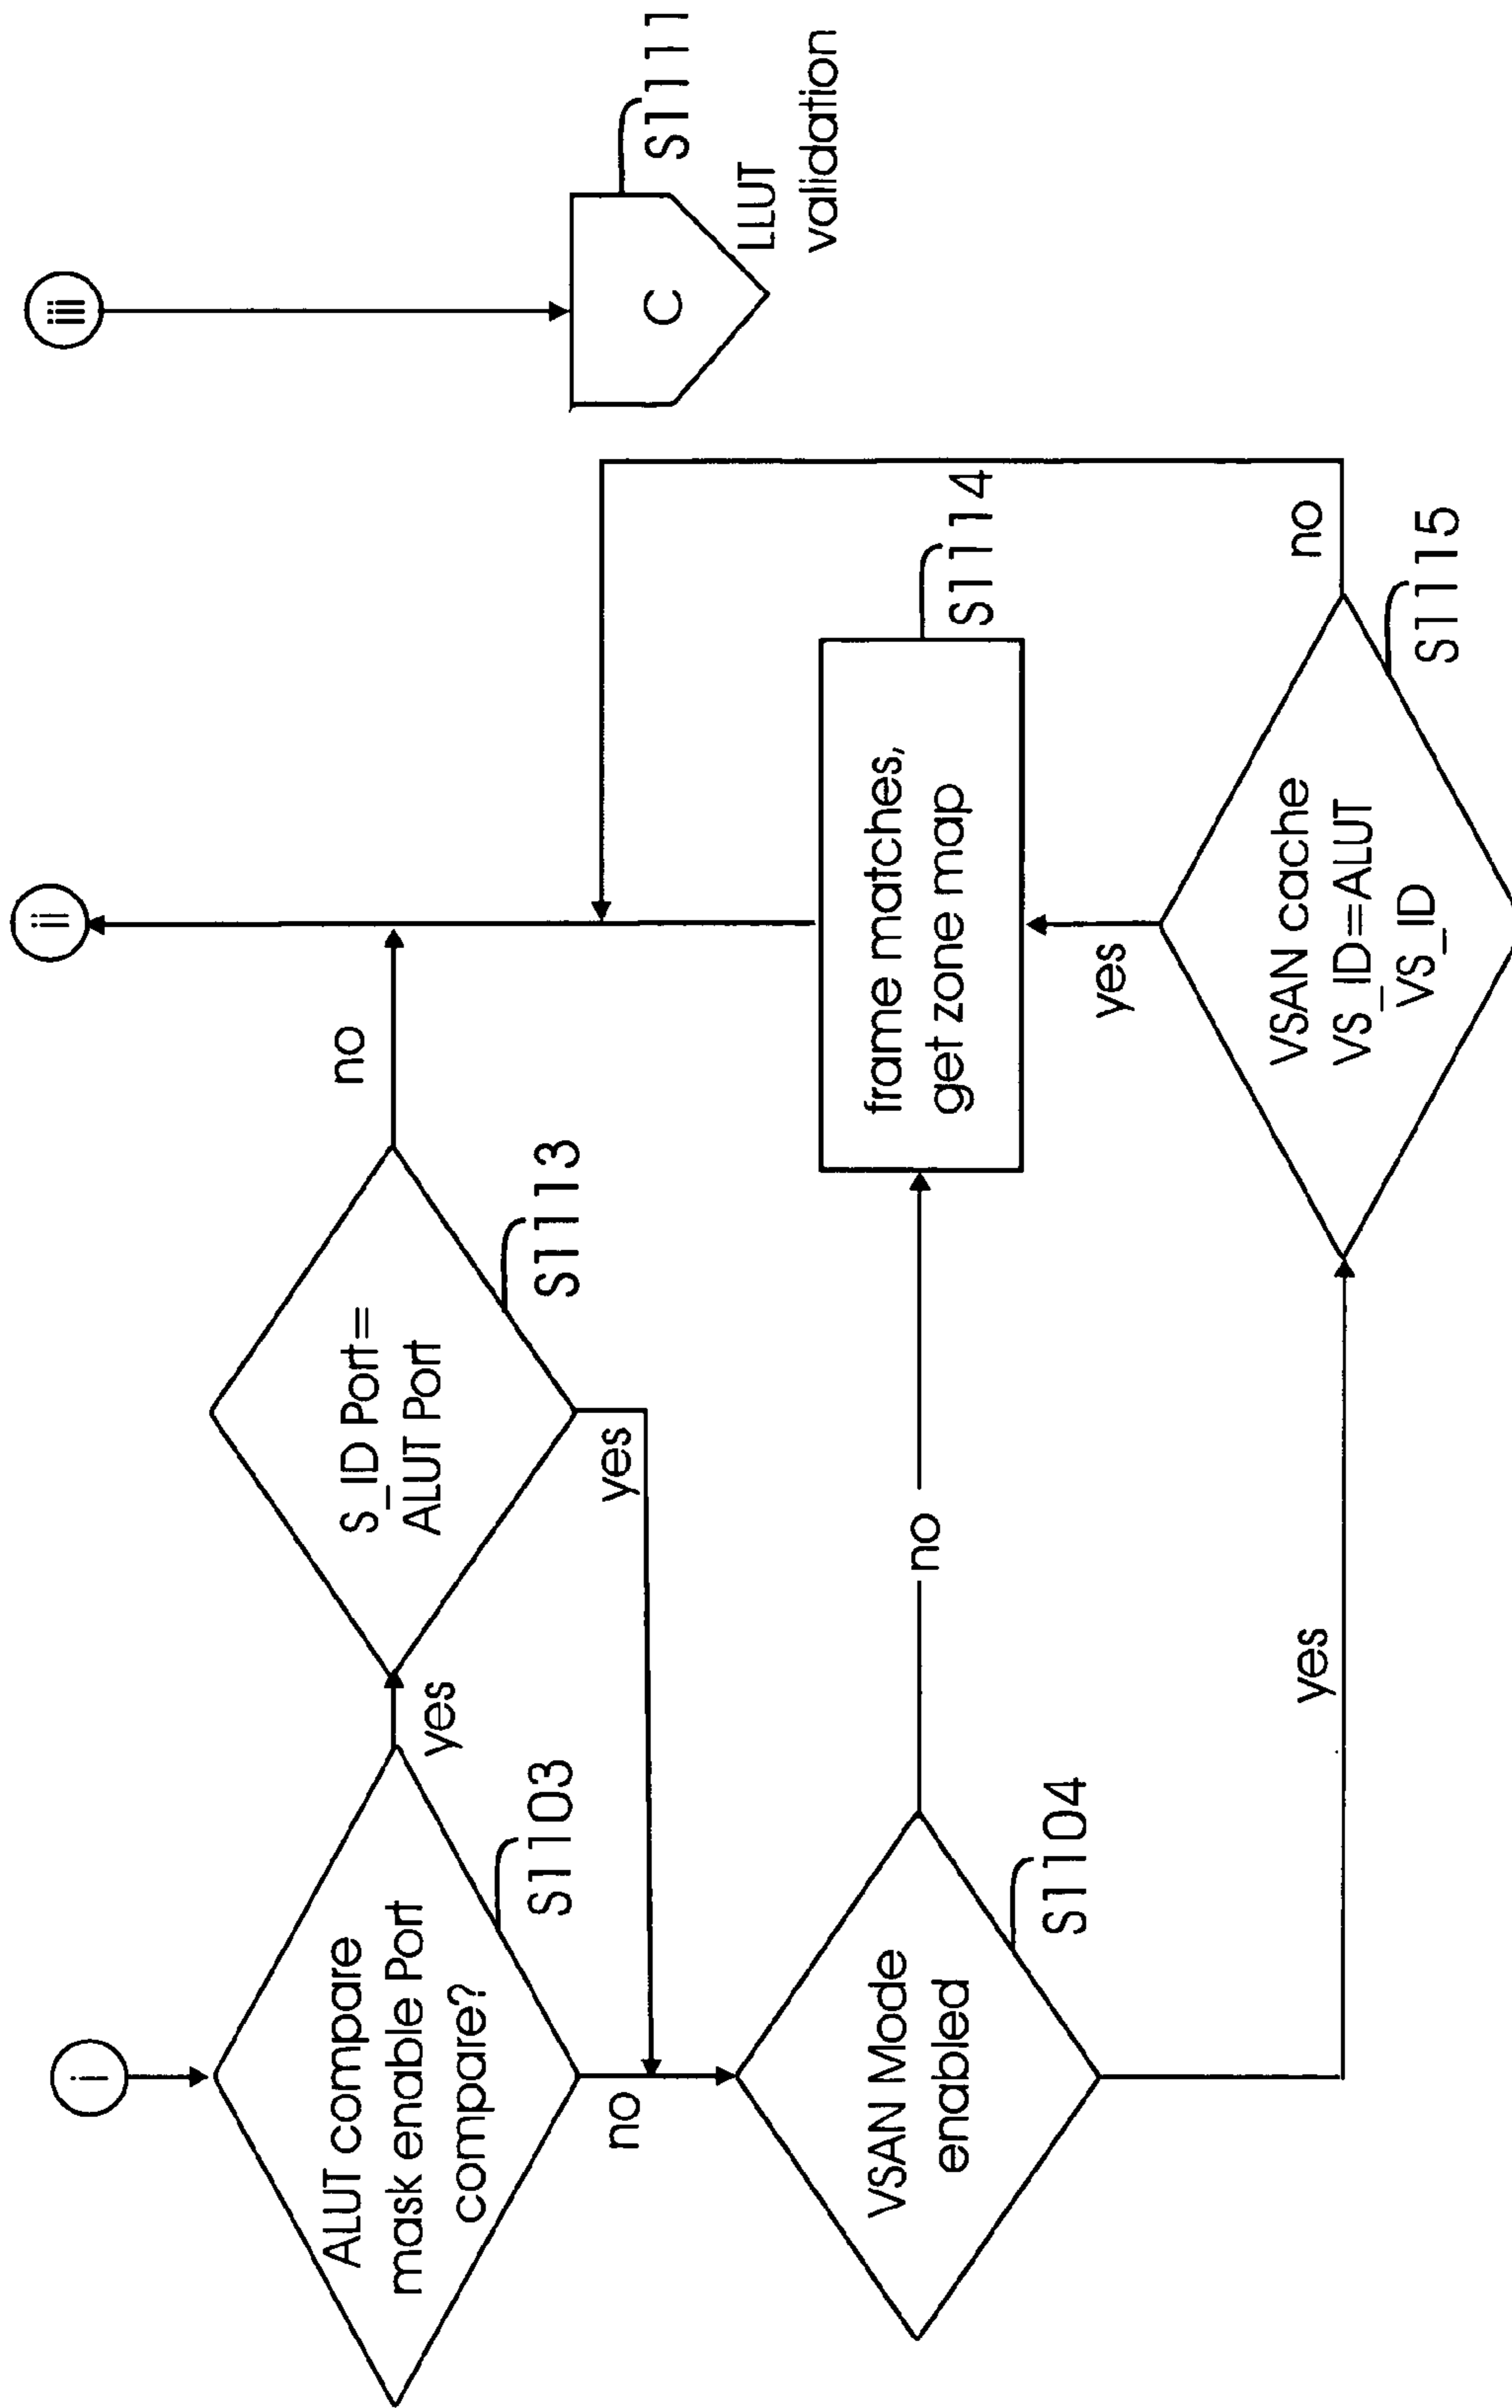 i
ALUT compare
mask enable Port
compare?
S1103
yes
no
S_ID Port=
ALUT Port
S1113
no
yes
ii
iii
C
S1111
LLUT
validation
VSAN Mode
enabled
S1104
no
yes
frame matches,
get zone map
S1114
yes
VSAN cache
VS_ID=ALUT
VS_ID
S1115
no